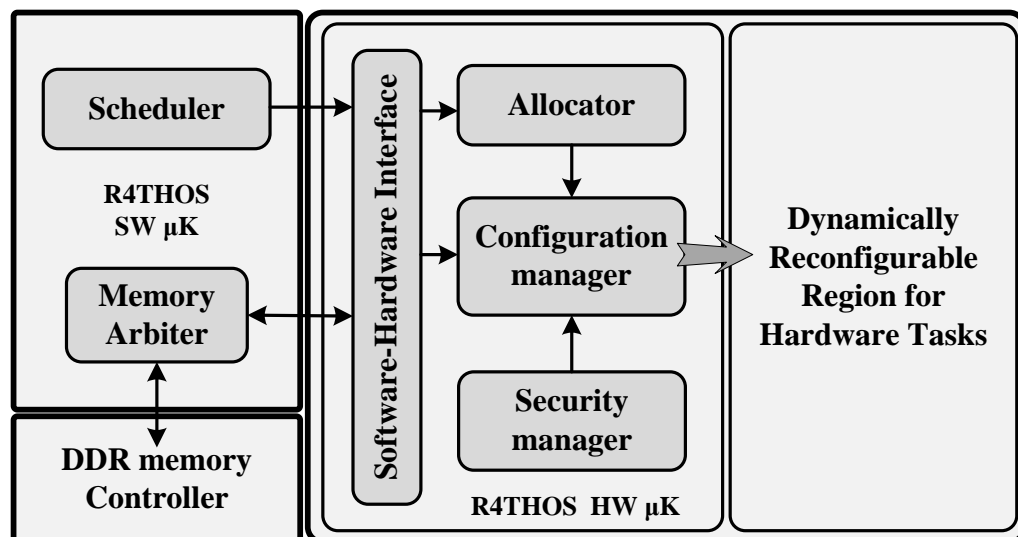 Scheduler
R4THOS
SW μK
Memory
Arbiter
DDR memory
Controller
Software-Hardware Interface
Allocator
Configuration
manager
Security
manager
R4THOS HW μK
Dynamically
Reconfigurable
Region for
Hardware Tasks